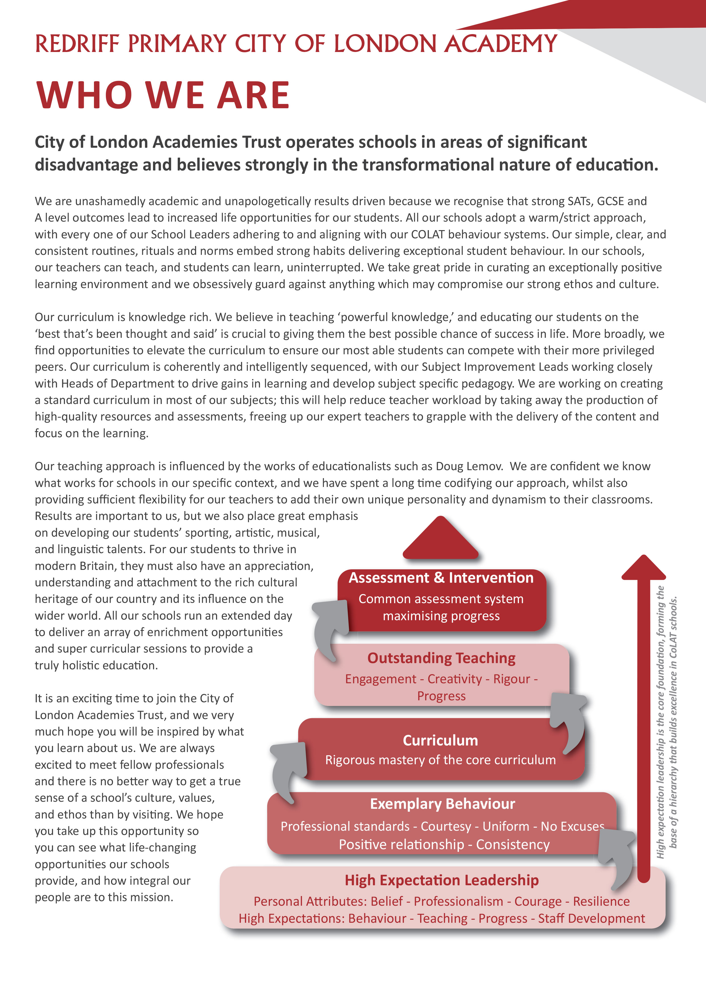 REDRIFF PRIMARY CITY OF LONDON ACADEMY
WHO WE ARE
City of London Academies Trust operates schools in areas of significant
disadvantage and believes strongly in the transformational nature of education.
We are unashamedly academic and unapologetically results driven because we recognise that strong SATs, GCSE and
A level outcomes lead to increased life opportunities for our students. All our schools adopt a warm/strict approach,
with every one of our School Leaders adhering to and aligning with our COLAT behaviour systems. Our simple, clear, and
consistent routines, rituals and norms embed strong habits delivering exceptional student behaviour. In our schools,
our teachers can teach, and students can learn, uninterrupted. We take great pride in curating an exceptionally positive
learning environment and we obsessively guard against anything which may compromise our strong ethos and culture.
Our curriculum is knowledge rich. We believe in teaching ‘powerful knowledge,’ and educating our students on the
‘best that’s been thought and said’ is crucial to giving them the best possible chance of success in life. More broadly, we
find opportunities to elevate the curriculum to ensure our most able students can compete with their more privileged
peers. Our curriculum is coherently and intelligently sequenced, with our Subject Improvement Leads working closely
with Heads of Department to drive gains in learning and develop subject specific pedagogy. We are working on creating
a standard curriculum in most of our subjects; this will help reduce teacher workload by taking away the production of
high-quality resources and assessments, freeing up our expert teachers to grapple with the delivery of the content and
focus on the learning.
Our teaching approach is influenced by the works of educationalists such as Doug Lemov.  We are confident we know
what works for schools in our specific context, and we have spent a long time codifying our approach, whilst also
providing sufficient flexibility for our teachers to add their own unique personality and dynamism to their classrooms.
Results are important to us, but we also place great emphasis
on developing our students’ sporting, artistic, musical,
and linguistic talents. For our students to thrive in
modern Britain, they must also have an appreciation,
understanding and attachment to the rich cultural
heritage of our country and its influence on the
wider world. All our schools run an extended day
to deliver an array of enrichment opportunities
and super curricular sessions to provide a
truly holistic education.
It is an exciting time to join the City of
London Academies Trust, and we very
much hope you will be inspired by what
you learn about us. We are always
excited to meet fellow professionals
and there is no better way to get a true
sense of a school’s culture, values,
and ethos than by visiting. We hope
you take up this opportunity so
you can see what life-changing
opportunities our schools
provide, and how integral our
people are to this mission.
Assessment & Intervention
Common assessment system
maximising progress
Outstanding Teaching
Engagement - Creativity - Rigour -
Progress
Curriculum
Rigorous mastery of the core curriculum
Exemplary Behaviour
Professional standards - Courtesy - Uniform - No Excuses
Positive relationship - Consistency
High Expectation Leadership
Personal Attributes: Belief - Professionalism - Courage - Resilience
High Expectations: Behaviour - Teaching - Progress - Staff Development
High expectation leadership is the core foundation, forming the
base of a hierarchy that builds excellence in CoLAT schools.